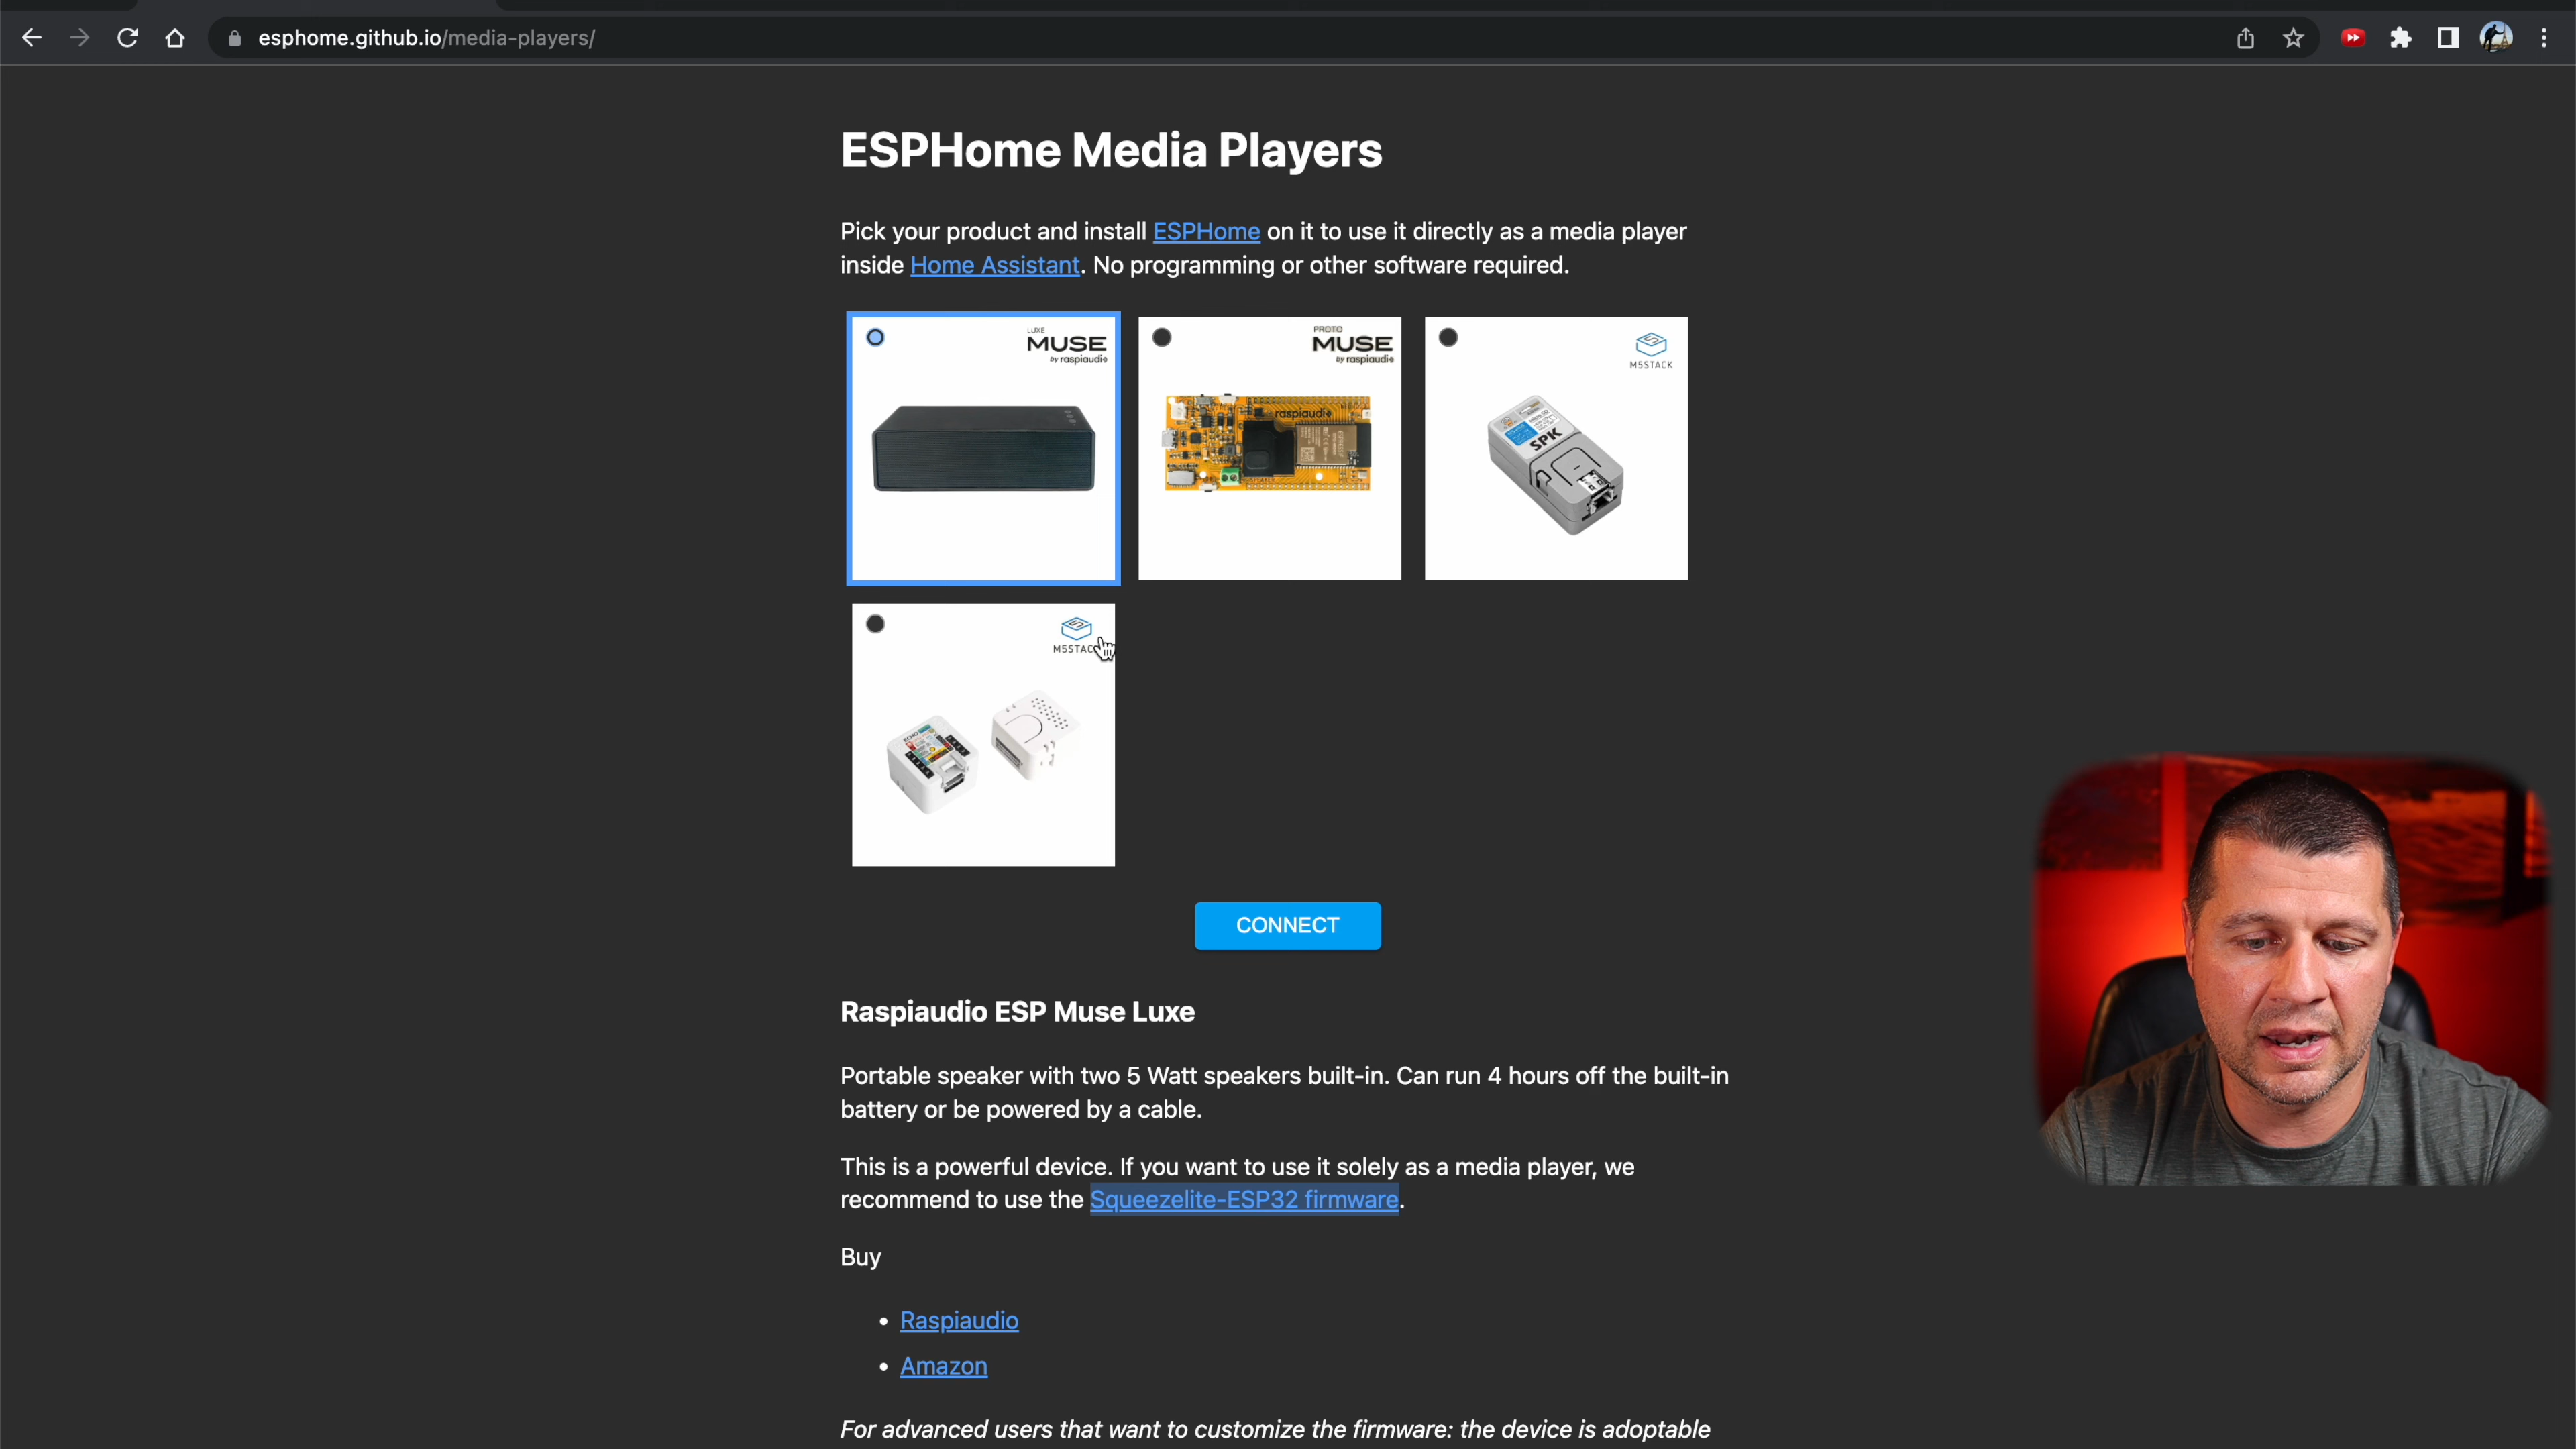 esphome.github.io/media-players/
ESPHome Media Players
Pick your product and install ESPHome on it to use it directly as a media player
inside Home Assistant. No programming or other software required.
LUXE
MUSE
by raspiaudio
PROTO
MUSE
by raspiaudio
raspiaudio
M5STACK
SPK
M5STAC
ECHO
CONNECT
Raspiaudio ESP Muse Luxe
Portable speaker with two 5 Watt speakers built-in. Can run 4 hours off the built-in
battery or be powered by a cable.
This is a powerful device. If you want to use it solely as a media player, we
recommend to use the Squeezelite-ESP32 firmware.
Buy
• Raspiaudio
• Amazon
For advanced users that want to customize the firmware: the device is adoptable